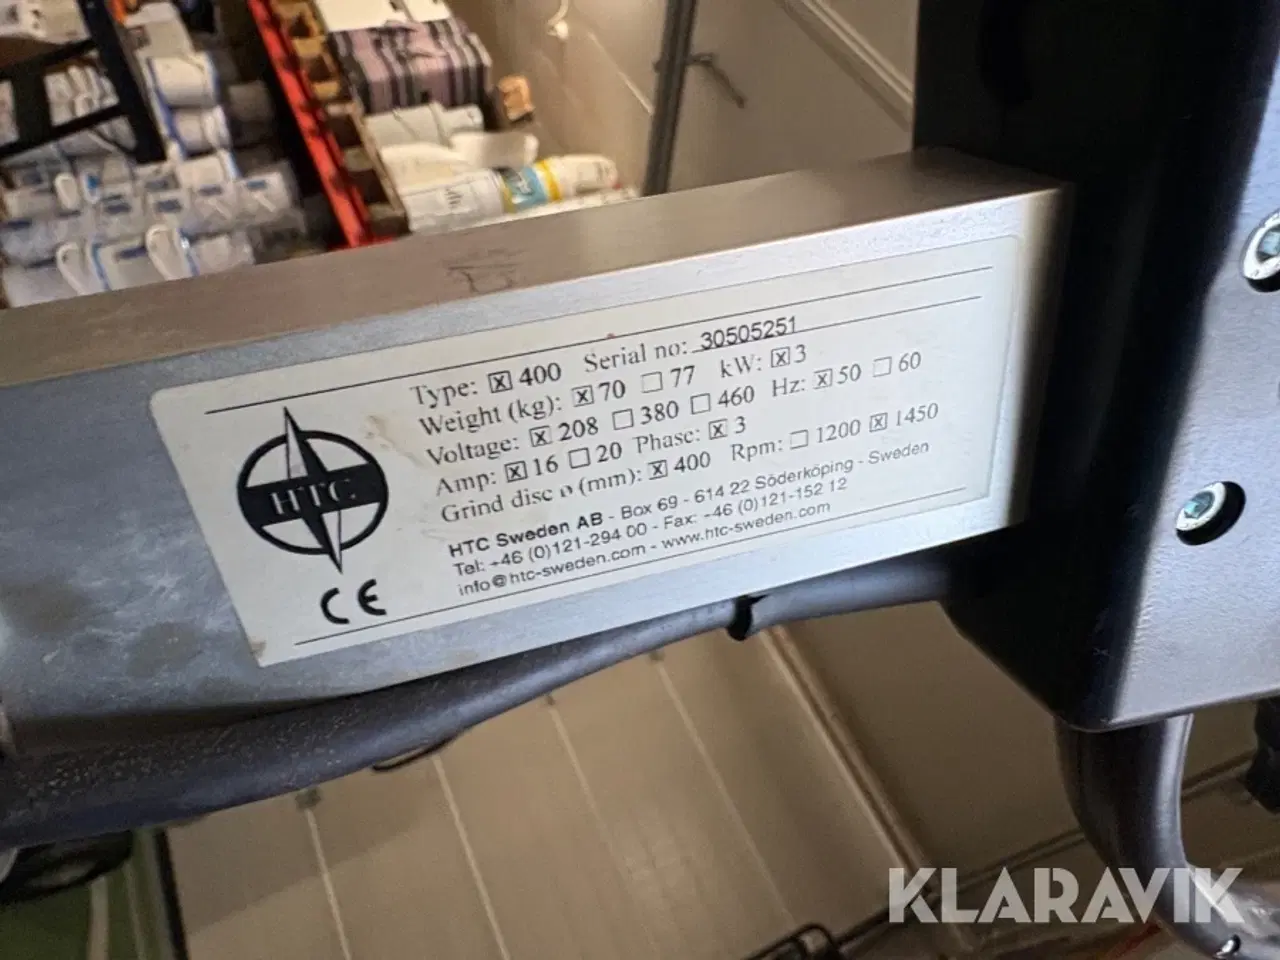 Type: ☒ 400 Serial no: 30505251
Weight (kg): ☒ 70 ☐ 77 kW: ☒ 3
Voltage: ☒ 208 ☐ 380 ☐ 460 Hz: ☒ 50 ☐ 60
Amp: ☒ 16 ☐ 20 Phase: ☒ 3
Grind disc ø (mm): ☒ 400 Rpm: ☐ 1200 ☒ 1450
HTC Sweden AB - Box 69 - 614 22 Söderköping - Sweden
Tel: +46 (0)121-294 00 - Fax: +46 (0)121-152 12
info@htc-sweden.com - www.htc-sweden.com
HTC
CE
KLARAVIK